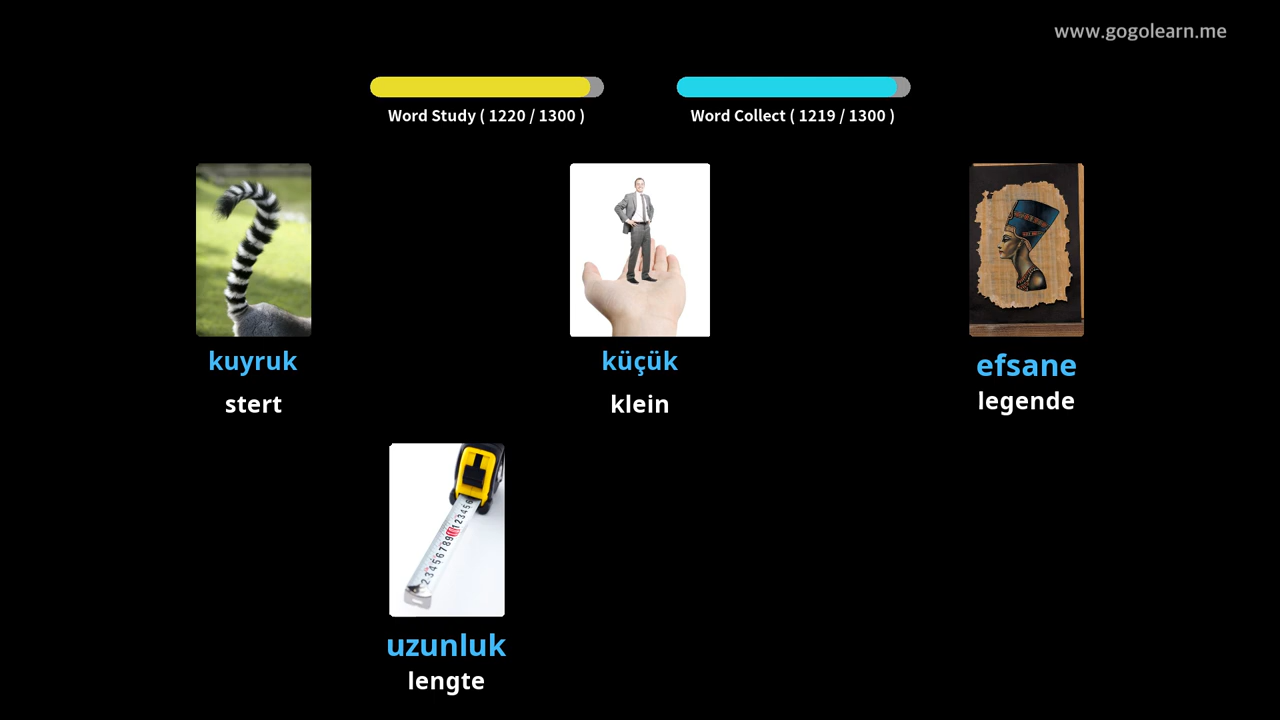 www.gogolearn.me
Word Study ( 1220 / 1300 )
Word Collect ( 1219 / 1300 )
kuyruk
stert
küçük
klein
efsane
legende
uzunluk
lengte